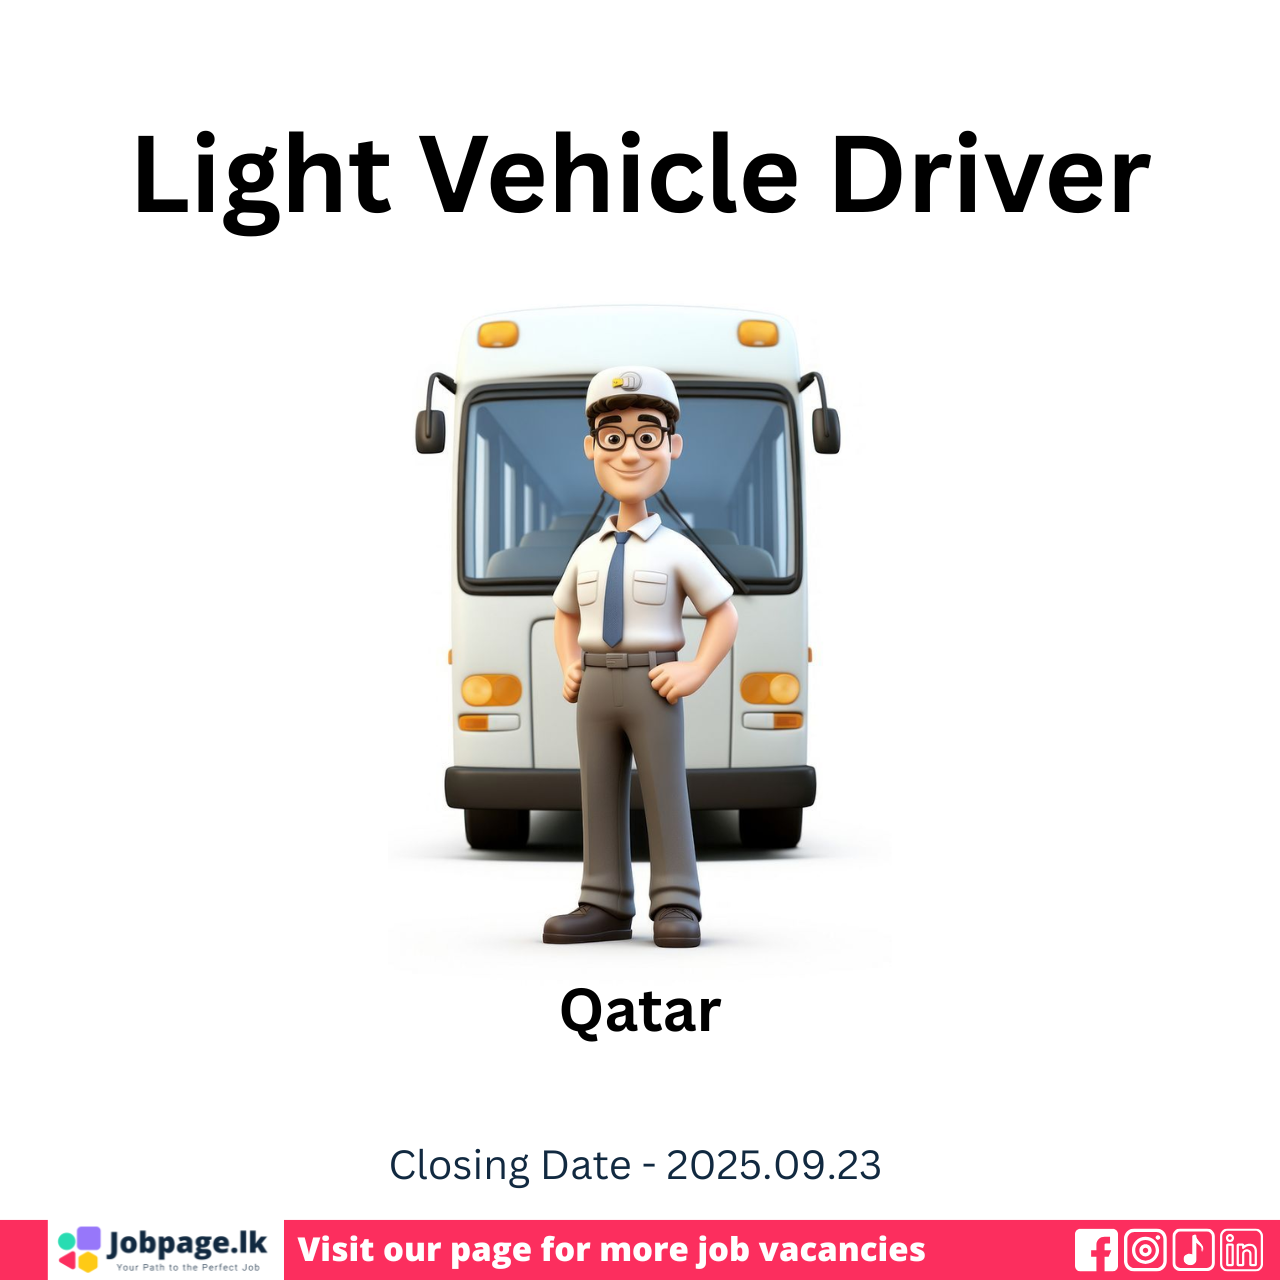 Light Vehicle Driver
Qatar
Closing Date - 2025.09.23
Jobpage.lk
Your Path to the Perfect Job
Visit our page for more job vacancies